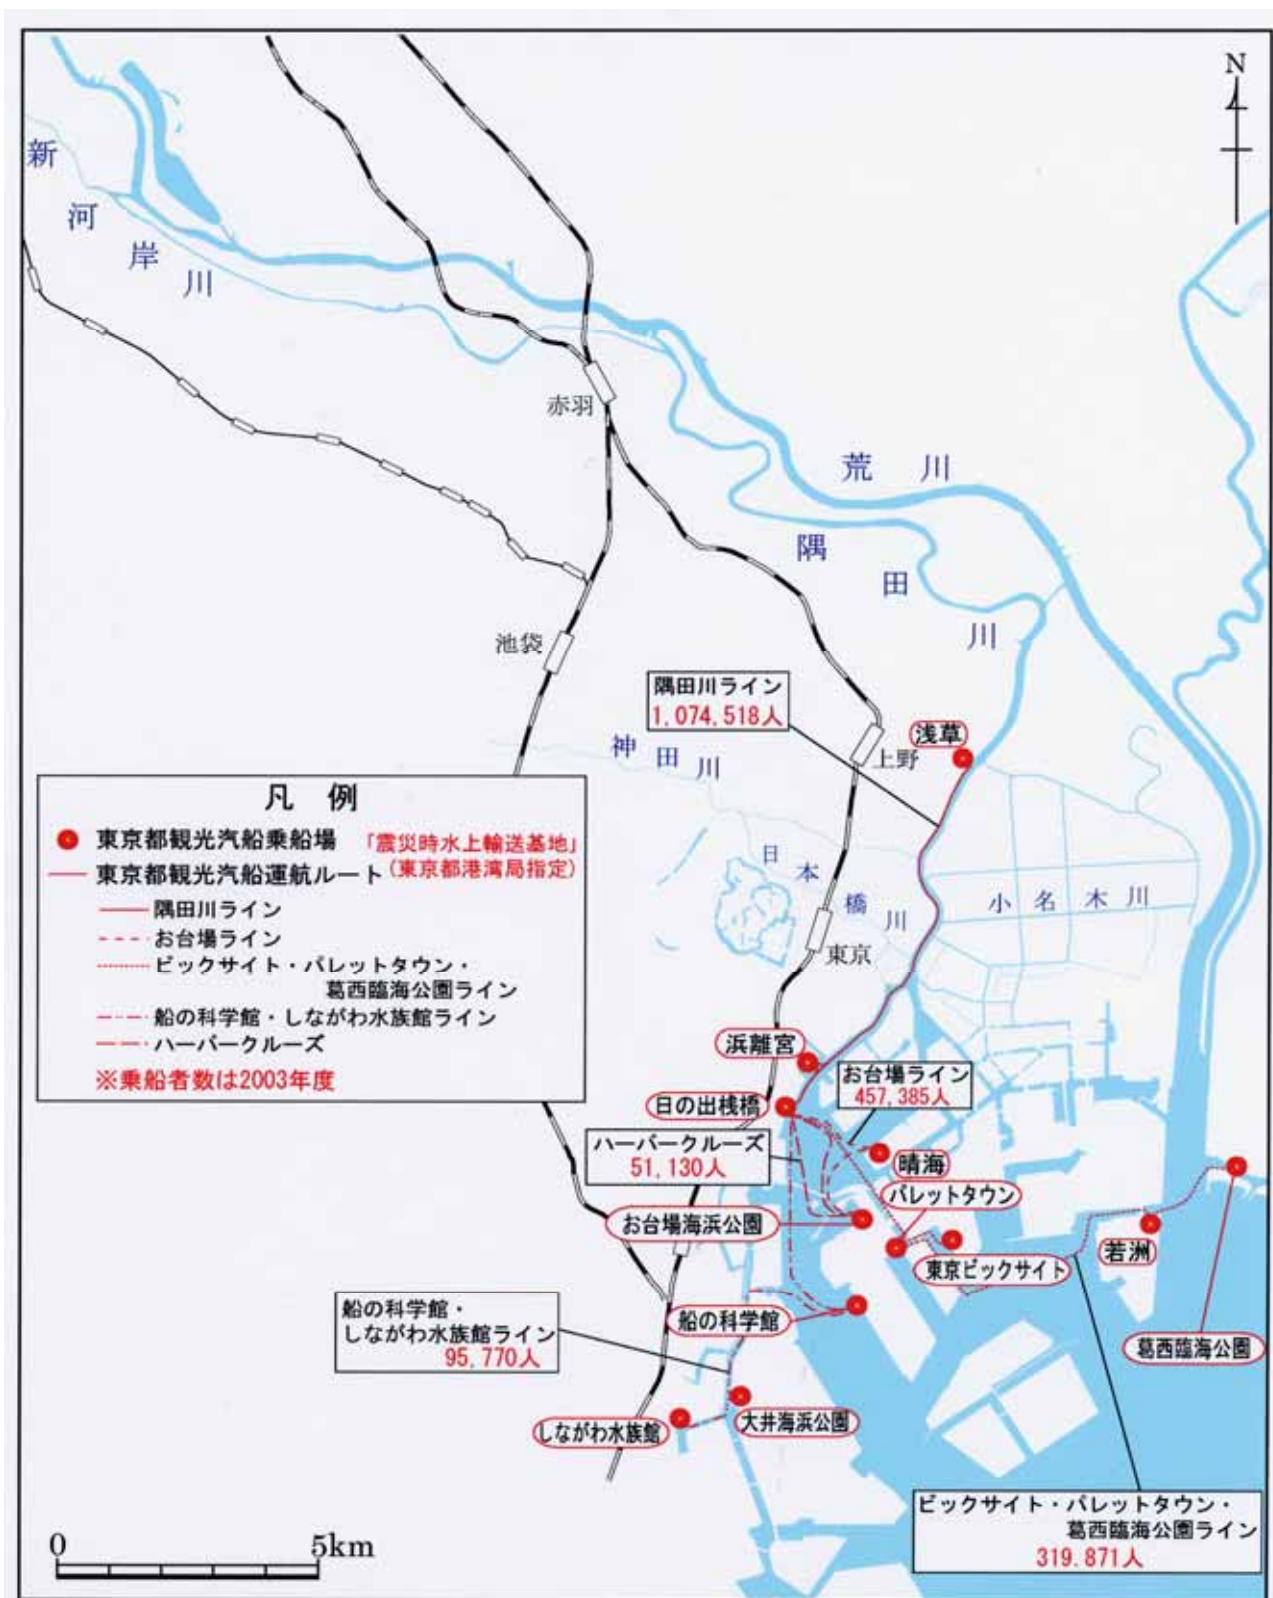 N
新
河
岸
川
赤羽
荒川
隅
田
川
池袋
隅田川ライン
1,074,518人
浅草
上野
神田川
凡例
東京都観光汽船乗船場 「震災時水上輸送基地」
東京都観光汽船運航ルート (東京都港湾局指定)
隅田川ライン
お台場ライン
ビックサイト・パレットタウン・
葛西臨海公園ライン
船の科学館・しながわ水族館ライン
ハーバークルーズ
※乗船者数は2003年度
日
本
橋
川
小名木川
東京
浜離宮
お台場ライン
457,385人
日の出桟橋
ハーバークルーズ
51,130人
晴海
パレットタウン
お台場海浜公園
若洲
東京ビックサイト
船の科学館・
しながわ水族館ライン
95,770人
船の科学館
葛西臨海公園
大井海浜公園
しながわ水族館
ビックサイト・パレットタウン・
葛西臨海公園ライン
319.871人
0 5km